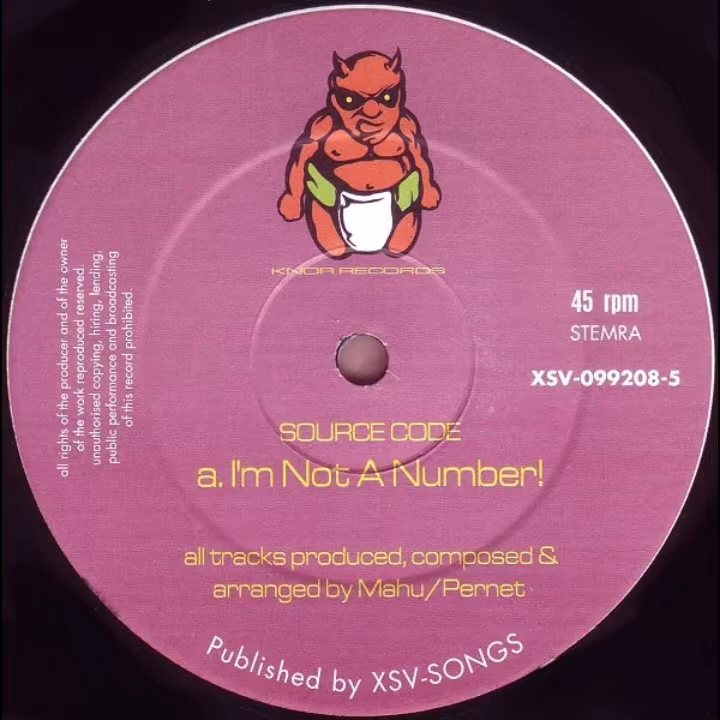 KNOR RECORDS
all rights of the producer and of the owner
of the work reproduced reserved.
unauthorised copying, hiring, lending,
public performance and broadcasting
of this record prohibited.
45 rpm
STEMRA
XSV-099208-5
SOURCE CODE
a. I'm Not A Number!
all tracks produced, composed &
arranged by Mahu/Pernet
Published by XSV-SONGS